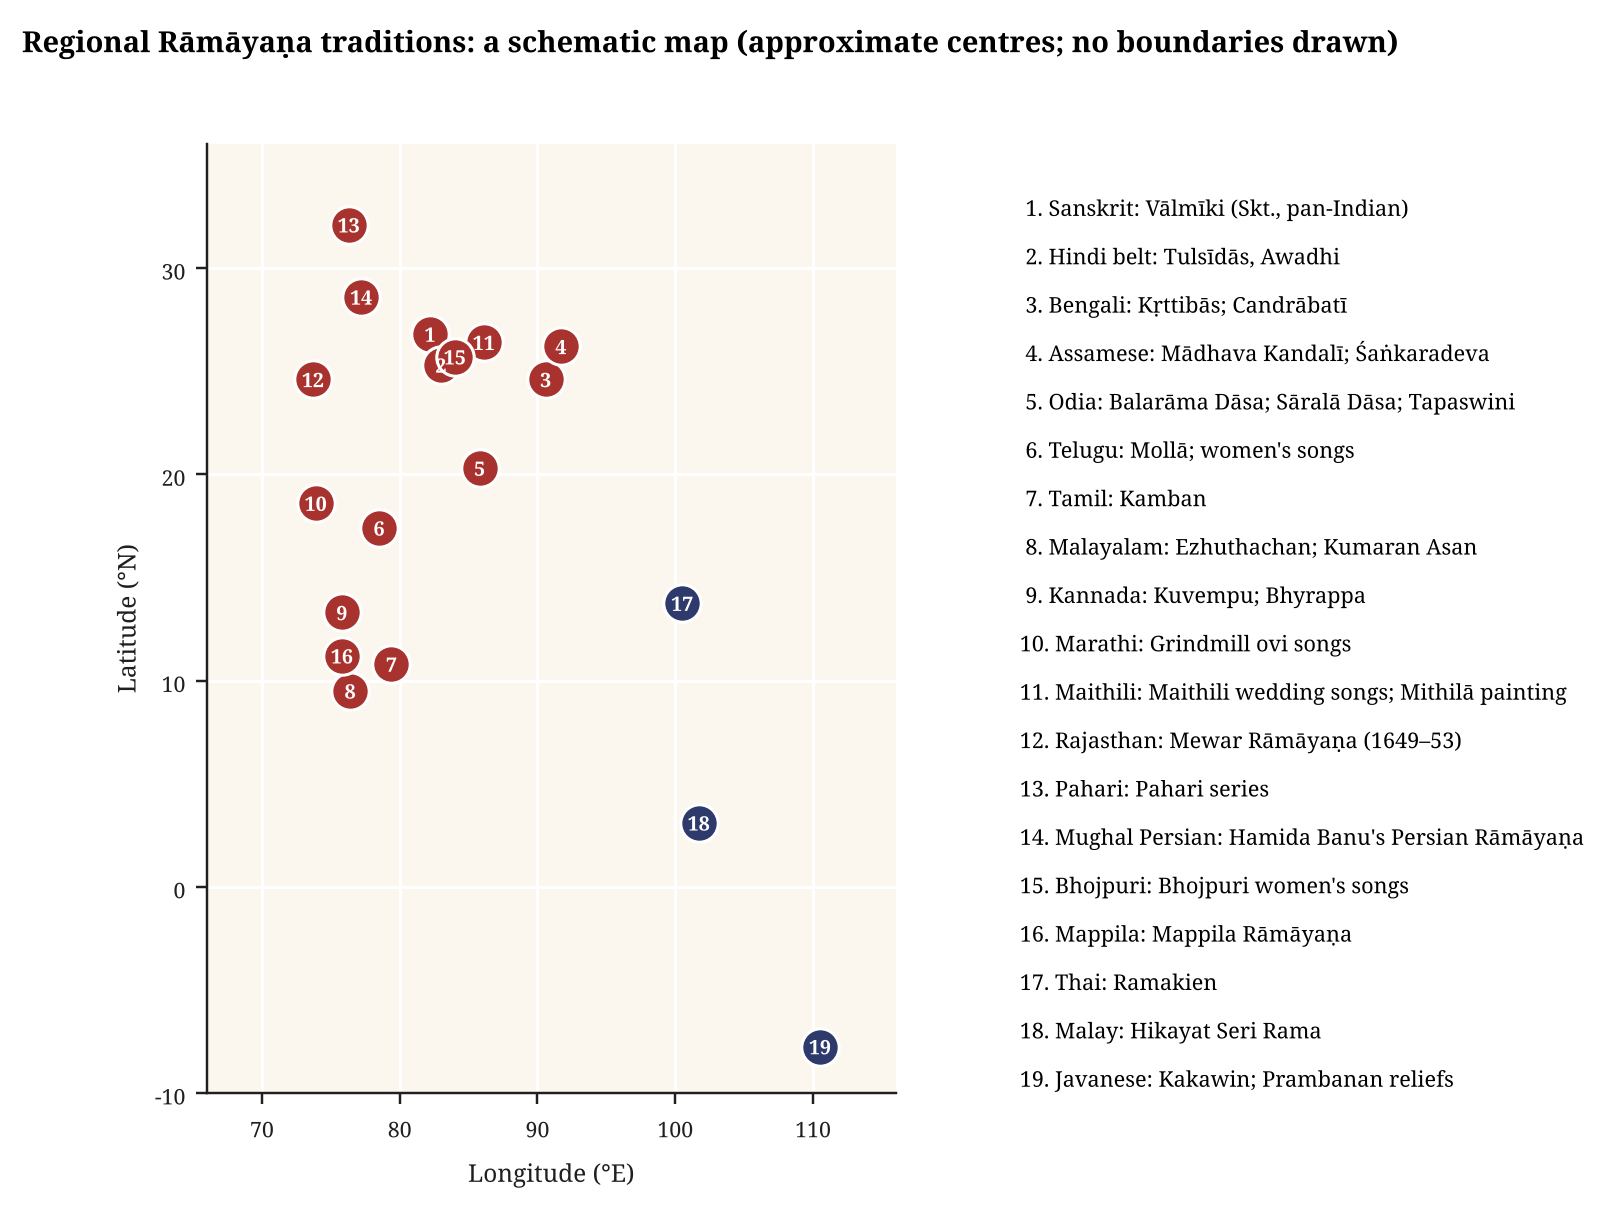 Regional Rāmāyaṇa traditions: a schematic map (approximate centres; no boundaries drawn)
1. Sanskrit: Vālmīki (Skt., pan-Indian)
2. Hindi belt: Tulsīdās, Awadhi
3. Bengali: Kṛttibās; Candrābatī
4. Assamese: Mādhava Kandalī; Śaṅkaradeva
5. Odia: Balarāma Dāsa; Sāralā Dāsa; Tapaswini
6. Telugu: Mollā; women's songs
7. Tamil: Kamban
8. Malayalam: Ezhuthachan; Kumaran Asan
9. Kannada: Kuvempu; Bhyrappa
10. Marathi: Grindmill ovi songs
11. Maithili: Maithili wedding songs; Mithilā painting
12. Rajasthan: Mewar Rāmāyaṇa (1649–53)
13. Pahari: Pahari series
14. Mughal Persian: Hamida Banu's Persian Rāmāyaṇa
15. Bhojpuri: Bhojpuri women's songs
16. Mappila: Mappila Rāmāyaṇa
17. Thai: Ramakien
18. Malay: Hikayat Seri Rama
19. Javanese: Kakawin; Prambanan reliefs
13
14
1
11
4
2
15
12
3
5
10
6
9
17
16
7
8
18
19
30
20
10
0
-10
Latitude (°N)
70
80
90
100
110
Longitude (°E)